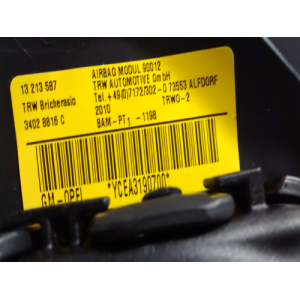 AIRBAG MODUL 90012
13 213 587 TRW AUTOMOTIVE GmbH
Tel.+49(0)7172/302-0 73553 ALFDORF
TRW Bricherasio 2010 TRWO-2
3402 8816 C BAM-PT1 -1198
GM-OPEL *YCEA3190700*